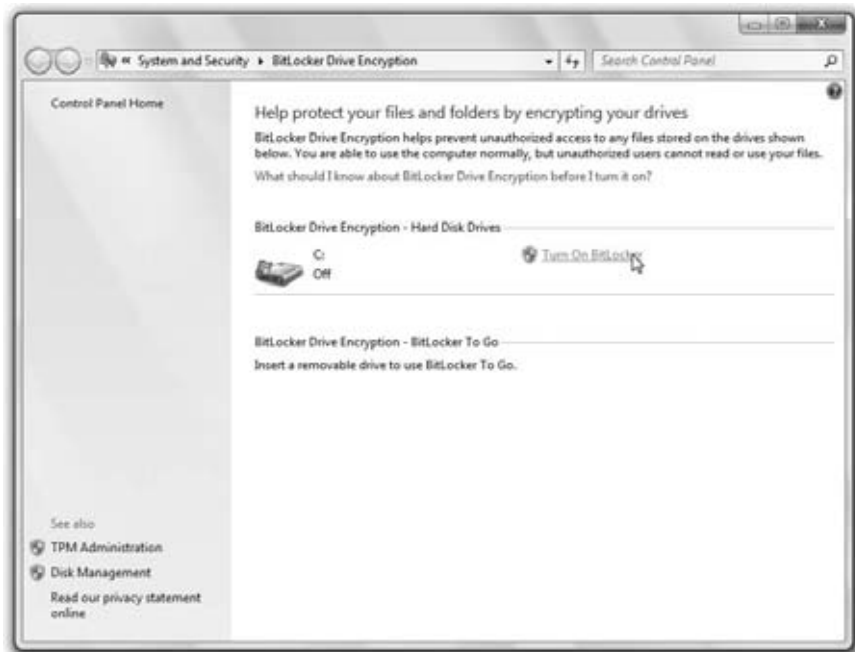 « System and Security ▸ BitLocker Drive Encryption
Search Control Panel
Control Panel Home
Help protect your files and folders by encrypting your drives
BitLocker Drive Encryption helps prevent unauthorized access to any files stored on the drives shown
below. You are able to use the computer normally, but unauthorized users cannot read or use your files.
What should I know about BitLocker Drive Encryption before I turn it on?
BitLocker Drive Encryption - Hard Disk Drives
C:
Off
Turn On BitLocker
BitLocker Drive Encryption - BitLocker To Go
Insert a removable drive to use BitLocker To Go.
See also
TPM Administration
Disk Management
Read our privacy statement
online